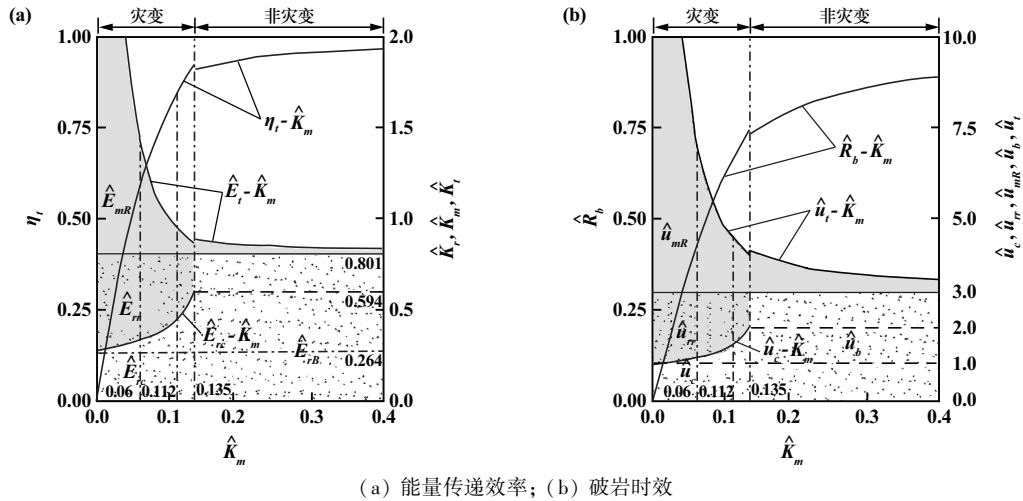 (a)
灾变
非灾变
1.00
0.75
0.50
0.25
0.00
η_t
2.0
1.5
1.0
0.5
0.0
K̂_r, K̂_m, K̂_t
η_t - K̂_m
Ê_t - K̂_m
Ê_mR
Ê_rr
Ê_rc - K̂_m
Ê_rB
Ê_rc
0.801
0.594
0.264
0.06
0.112
0.135
0.0
0.1
0.2
0.3
0.4
K̂_m
(b)
灾变
非灾变
1.00
0.75
0.50
0.25
0.00
R̂_b
10.0
7.5
5.0
3.0
2.0
1.0
0.0
û_c, û_rr, û_mR, û_b, û_t
R̂_b - K̂_m
û_t - K̂_m
û_mR
û_rr
û_c - K̂_m
û_b
û_c
0.06
0.112
0.135
0.0
0.1
0.2
0.3
0.4
K̂_m
(a) 能量传递效率; (b) 破岩时效